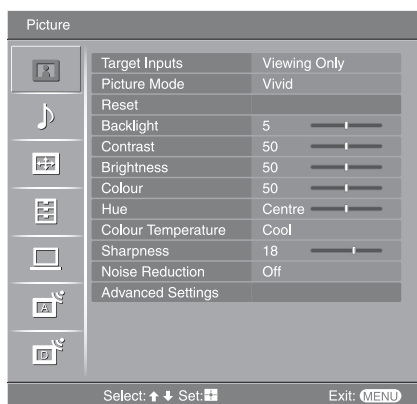 Picture
Target Inputs Viewing Only
Picture Mode Vivid
Reset
Backlight 5
Contrast 50
Brightness 50
Colour 50
Hue Centre
Colour Temperature Cool
Sharpness 18
Noise Reduction Off
Advanced Settings
A
D
Select: Set: Exit: MENU